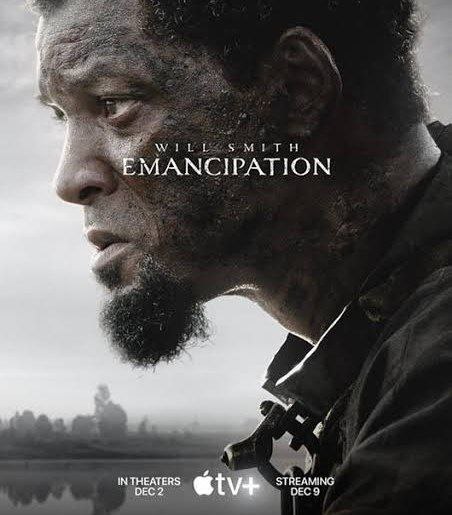 WILL SMITH
EMANCIPATION
IN THEATERS
DEC 2
tv+
STREAMING
DEC 9